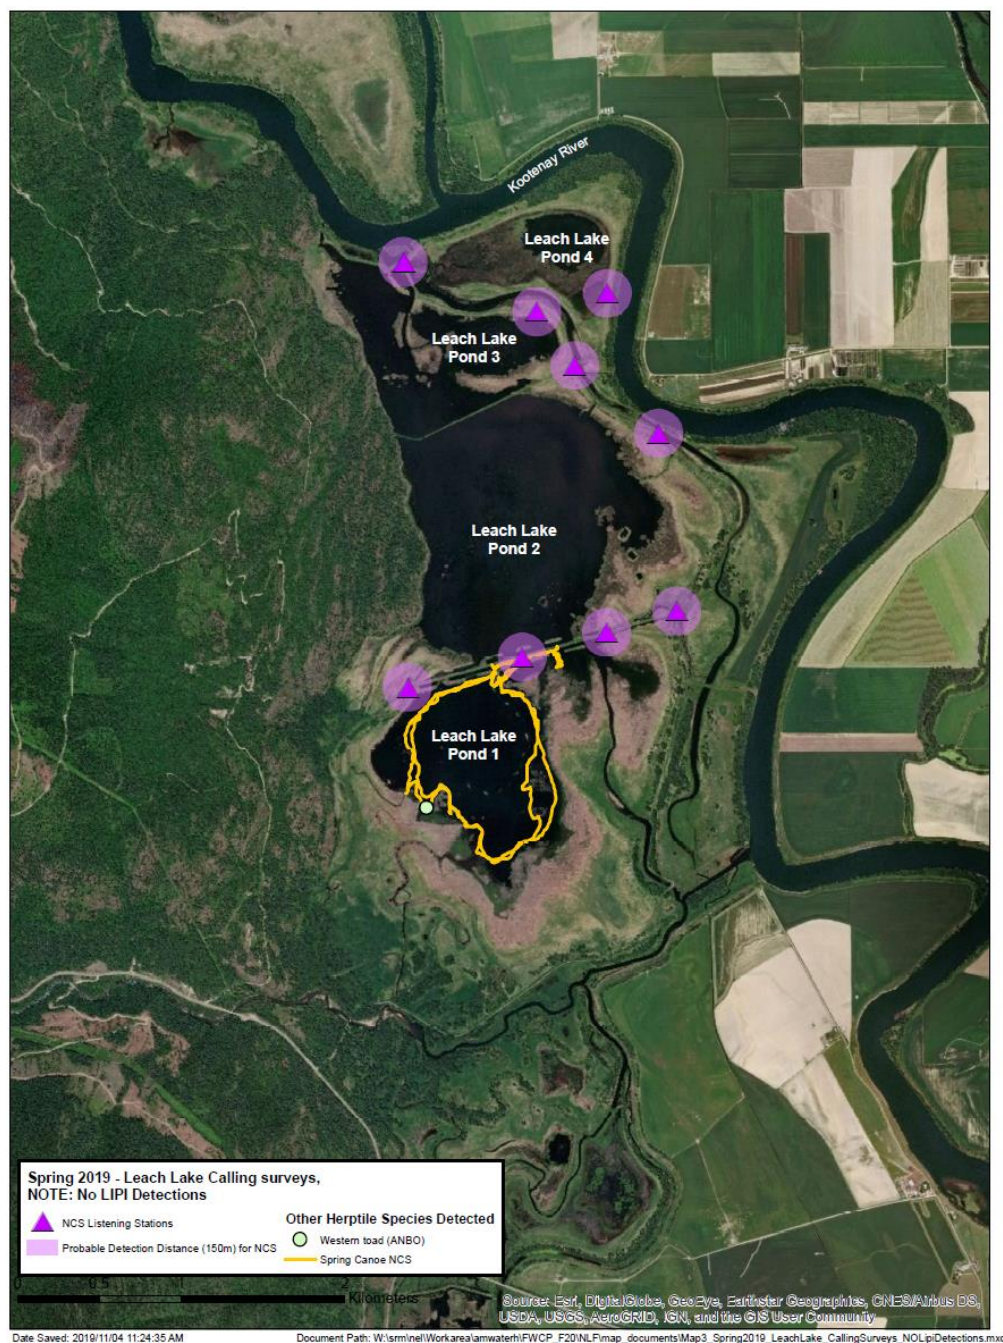 Kootenay River
Leach Lake
Pond 4
Leach Lake
Pond 3
Leach Lake
Pond 2
Leach Lake
Pond 1
Spring 2019 - Leach Lake Calling surveys,
NOTE: No LIPI Detections
NCS Listening Stations
Probable Detection Distance (150m) for NCS
Other Herptile Species Detected
Western toad (ANBO)
Spring Canoe NCS
0 0.5 1 2
Kilometers
Source: Esri, DigitalGlobe, GeoEye, Earthstar Geographics, CNES/Airbus DS,
USDA, USGS, AeroGRID, IGN, and the GIS User Community
Date Saved: 2019/11/04 11:24:35 AM
Document Path: W:\srm\nel\Workarea\amwaterh\FWCP_F20\NLF\map_documents\Map3_Spring2019_LeachLake_CallingSurveys_NOLipiDetections.mxd